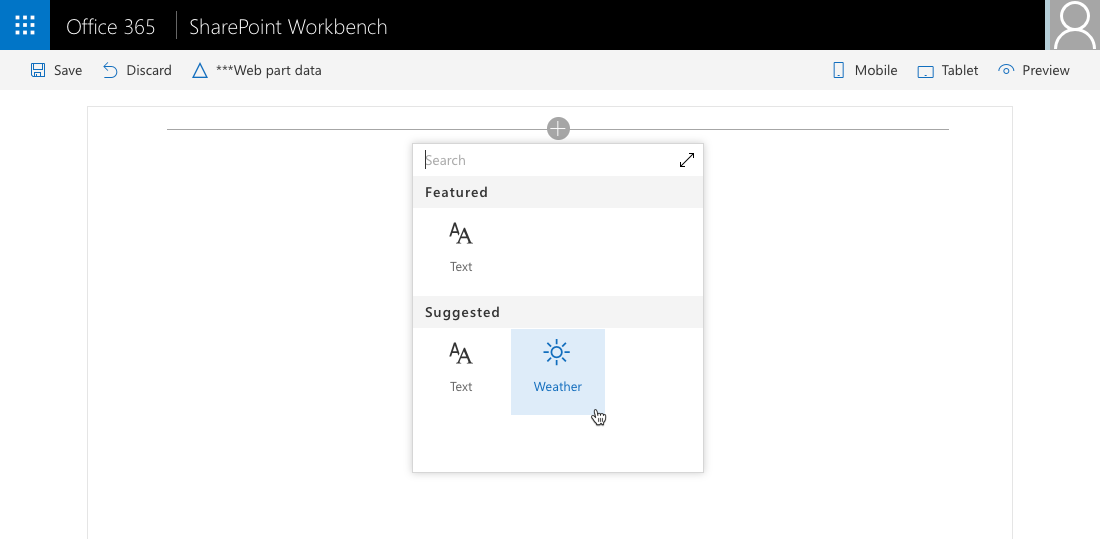 Office 365 SharePoint Workbench
Save Discard ***Web part data Mobile Tablet Preview
Search
Featured
Text
Suggested
Text Weather